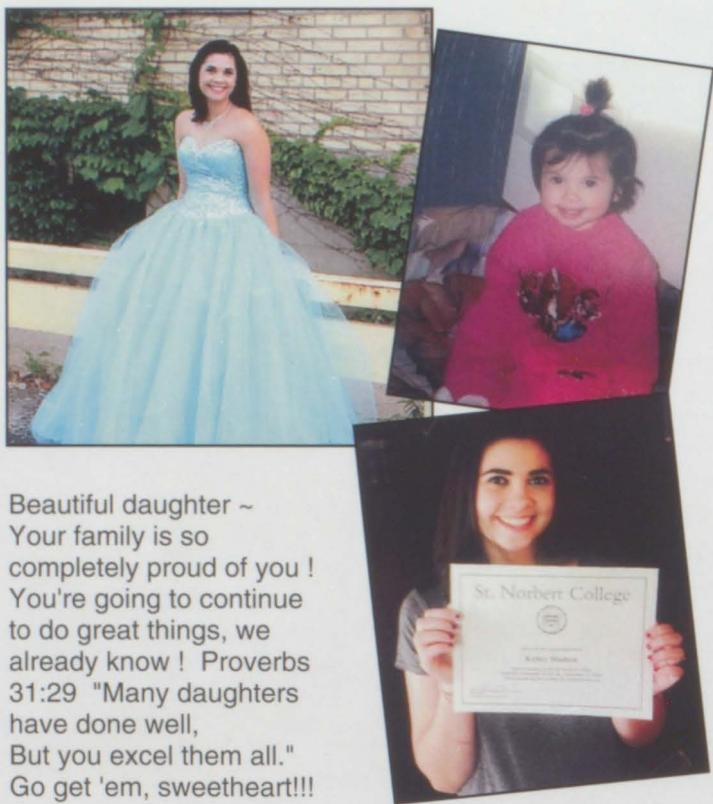 Beautiful daughter ~
Your family is so
completely proud of you !
You're going to continue
to do great things, we
already know ! Proverbs
31:29 "Many daughters
have done well,
But you excel them all."
Go get 'em, sweetheart!!!
St. Norbert College